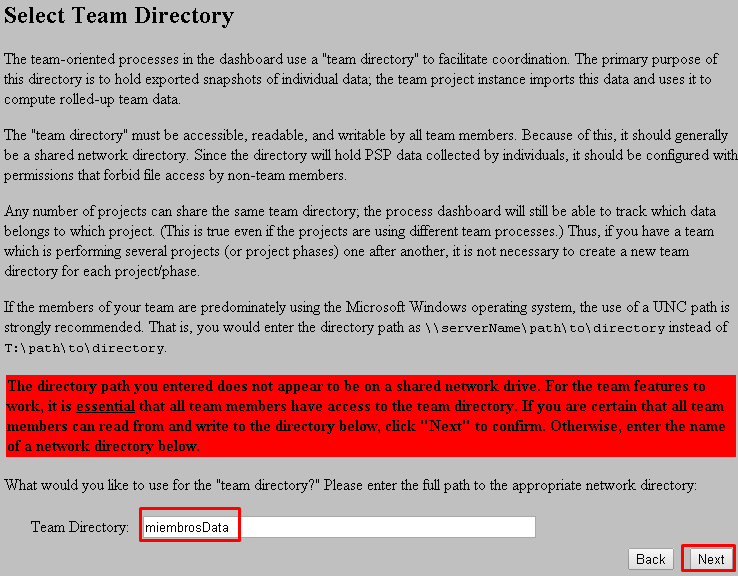 Select Team Directory
The team-oriented processes in the dashboard use a "team directory" to facilitate coordination. The primary purpose of
this directory is to hold exported snapshots of individual data; the team project instance imports this data and uses it to
compute rolled-up team data.
The "team directory" must be accessible, readable, and writable by all team members. Because of this, it should generally
be a shared network directory. Since the directory will hold PSP data collected by individuals, it should be configured with
permissions that forbid file access by non-team members.
Any number of projects can share the same team directory; the process dashboard will still be able to track which data
belongs to which project. (This is true even if the projects are using different team processes.) Thus, if you have a team
which is performing several projects (or project phases) one after another, it is not necessary to create a new team
directory for each project/phase.
If the members of your team are predominately using the Microsoft Windows operating system, the use of a UNC path is
strongly recommended. That is, you would enter the directory path as \\serverName\path\to\directory instead of
T:\path\to\directory.
The directory path you entered does not appear to be on a shared network drive. For the team features to
work, it is essential that all team members have access to the team directory. If you are certain that all team
members can read from and write to the directory below, click "Next" to confirm. Otherwise, enter the name
of a network directory below.
What would you like to use for the "team directory?" Please enter the full path to the appropriate network directory:
Team Directory: miembrosData
Back Next